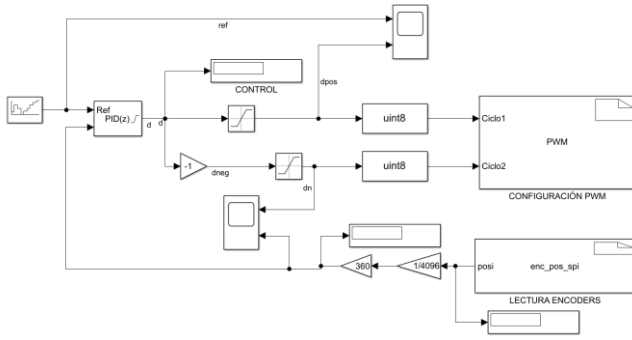 ref
CONTROL
dpos
Ref
PID(z)
d
d
uint8
Ciclo1
PWM
-1
dneg
dn
uint8
Ciclo2
CONFIGURACIÓN PWM
360
1/4096
posi
enc_pos_spi
LECTURA ENCODERS